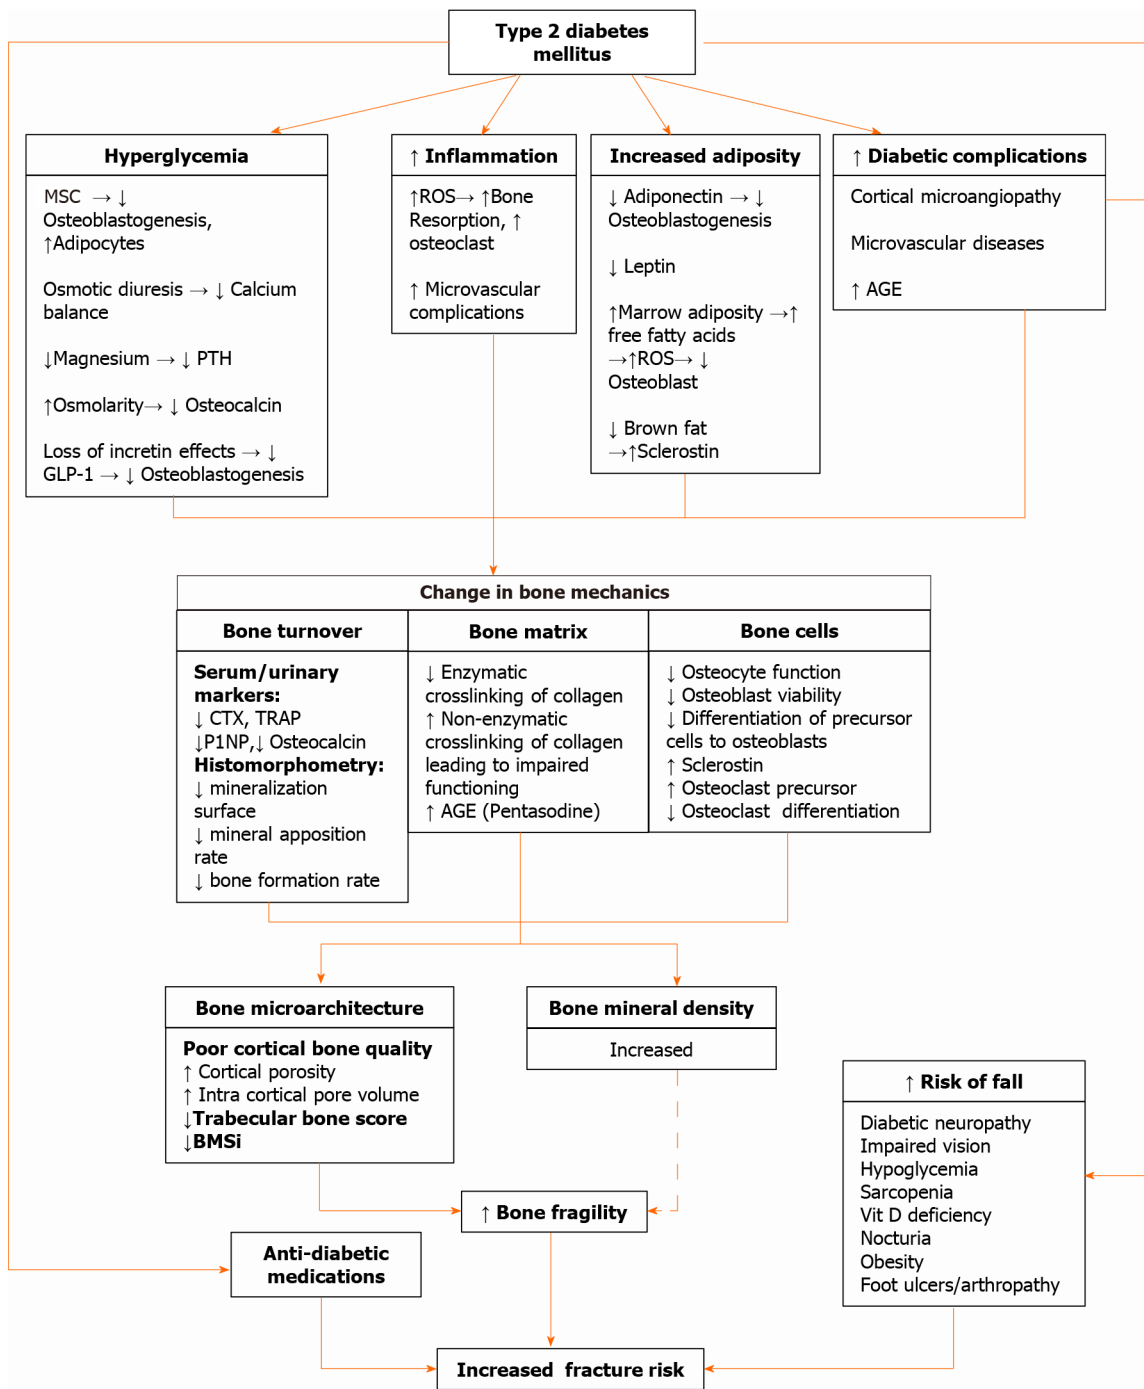 Type 2 diabetes
mellitus
Hyperglycemia
MSC → ↓
Osteoblastogenesis,
↑Adipocytes
Osmotic diuresis → ↓ Calcium
balance
↓Magnesium → ↓ PTH
↑Osmolarity→ ↓ Osteocalcin
Loss of incretin effects → ↓
GLP-1 → ↓ Osteoblastogenesis
↑ Inflammation
↑ROS→ ↑Bone
Resorption, ↑
osteoclast
↑ Microvascular
complications
Increased adiposity
↓ Adiponectin → ↓
Osteoblastogenesis
↓ Leptin
↑Marrow adiposity →↑
free fatty acids
→↑ROS→ ↓
Osteoblast
↓ Brown fat
→↑Sclerostin
↑ Diabetic complications
Cortical microangiopathy
Microvascular diseases
↑ AGE
Change in bone mechanics
Bone turnover
Serum/urinary
markers:
↓ CTX, TRAP
↓P1NP,↓ Osteocalcin
Histomorphometry:
↓ mineralization
surface
↓ mineral apposition
rate
↓ bone formation rate
Bone matrix
↓ Enzymatic
crosslinking of collagen
↑ Non-enzymatic
crosslinking of collagen
leading to impaired
functioning
↑ AGE (Pentasodine)
Bone cells
↓ Osteocyte function
↓ Osteoblast viability
↓ Differentiation of precursor
cells to osteoblasts
↑ Sclerostin
↑ Osteoclast precursor
↓ Osteoclast differentiation
Bone microarchitecture
Poor cortical bone quality
↑ Cortical porosity
↑ Intra cortical pore volume
↓Trabecular bone score
↓BMSi
Bone mineral density
Increased
↑ Risk of fall
Diabetic neuropathy
Impaired vision
Hypoglycemia
Sarcopenia
Vit D deficiency
Nocturia
Obesity
Foot ulcers/arthropathy
↑ Bone fragility
Anti-diabetic
medications
Increased fracture risk